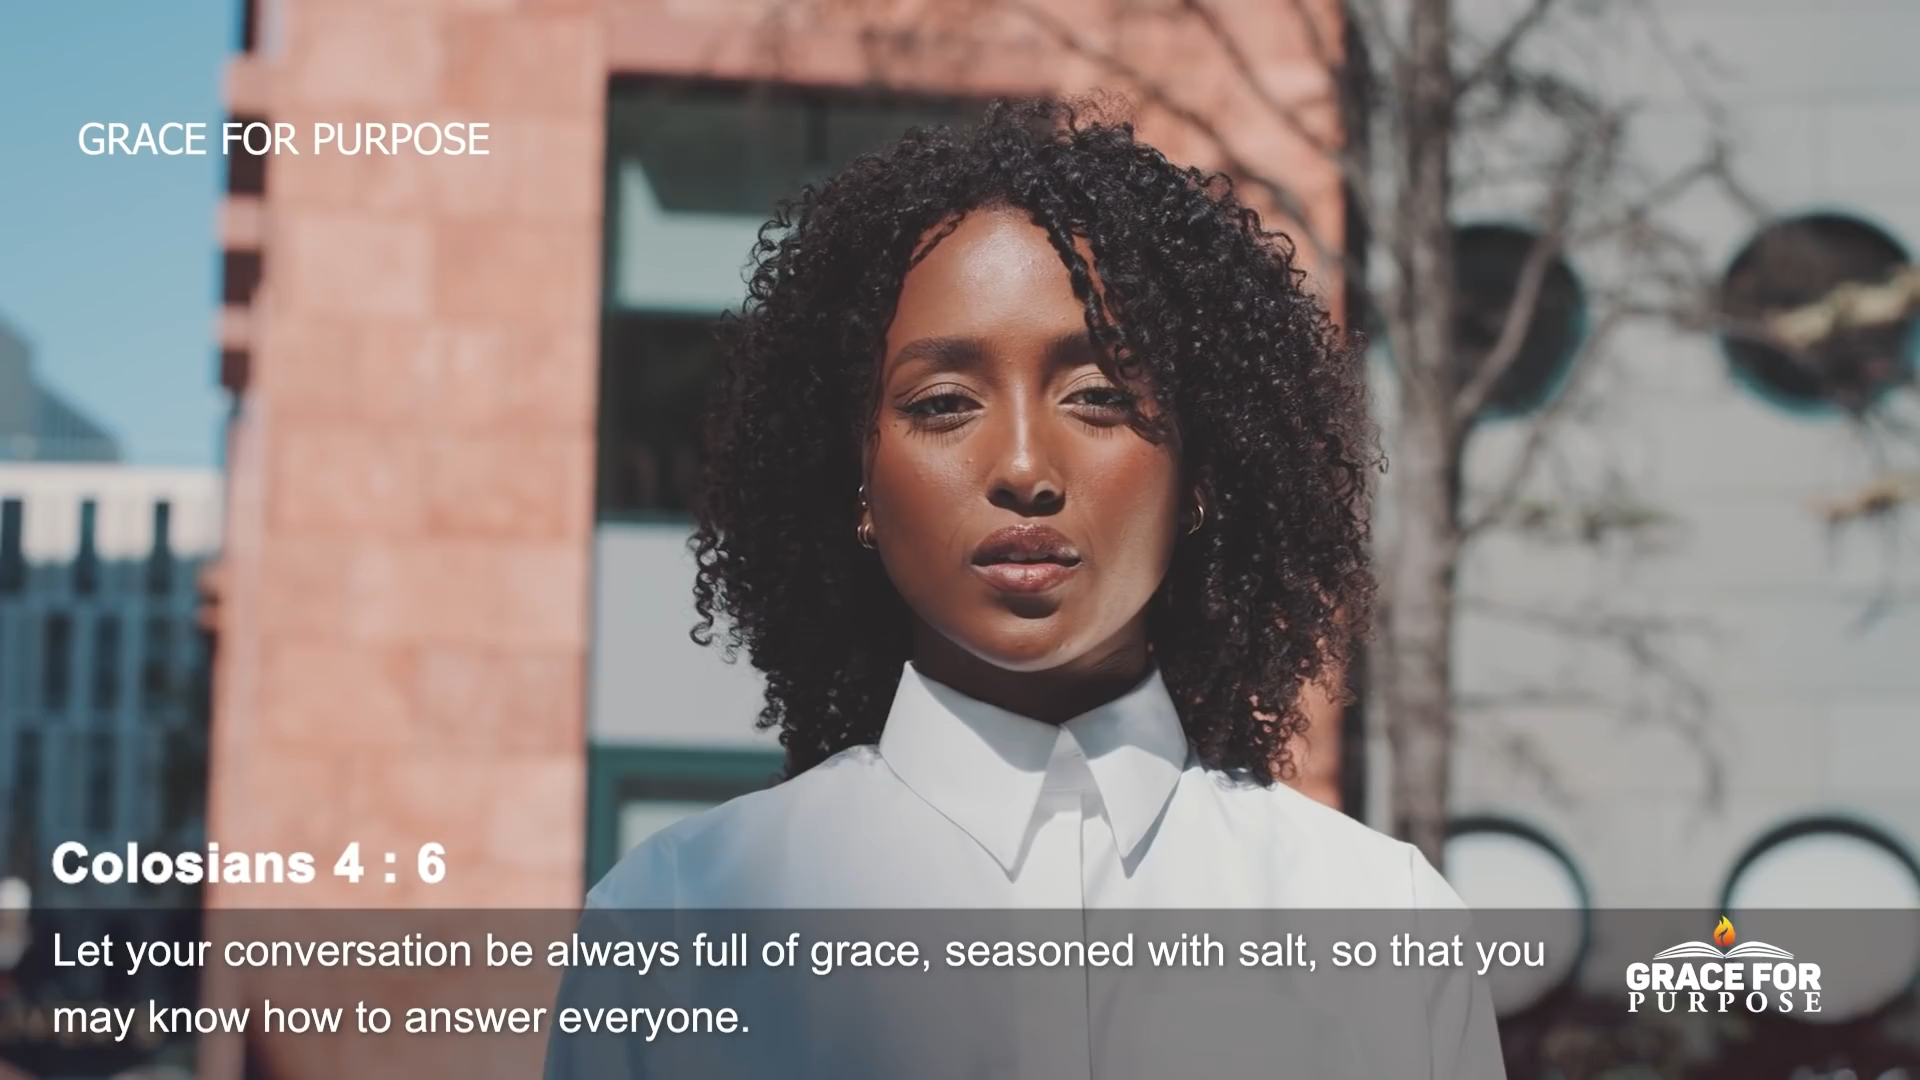 GRACE FOR PURPOSE
Colossians 4 : 6
Let your conversation be always full of grace, seasoned with salt, so that you
may know how to answer everyone.
GRACE FOR
PURPOSE